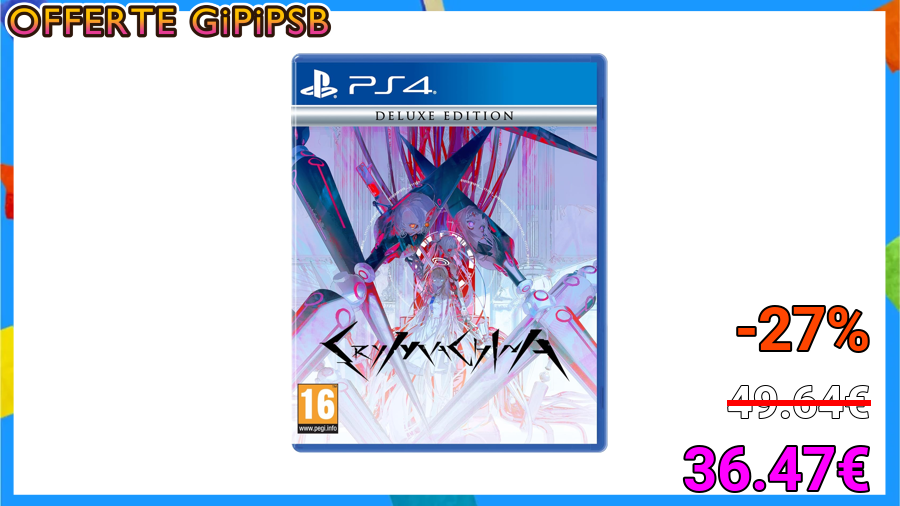 OFFERTE GiPiPSB
PS4
DELUXE EDITION
CRYMACHINA
16
www.pegi.info
-27%
49.64€
36.47€